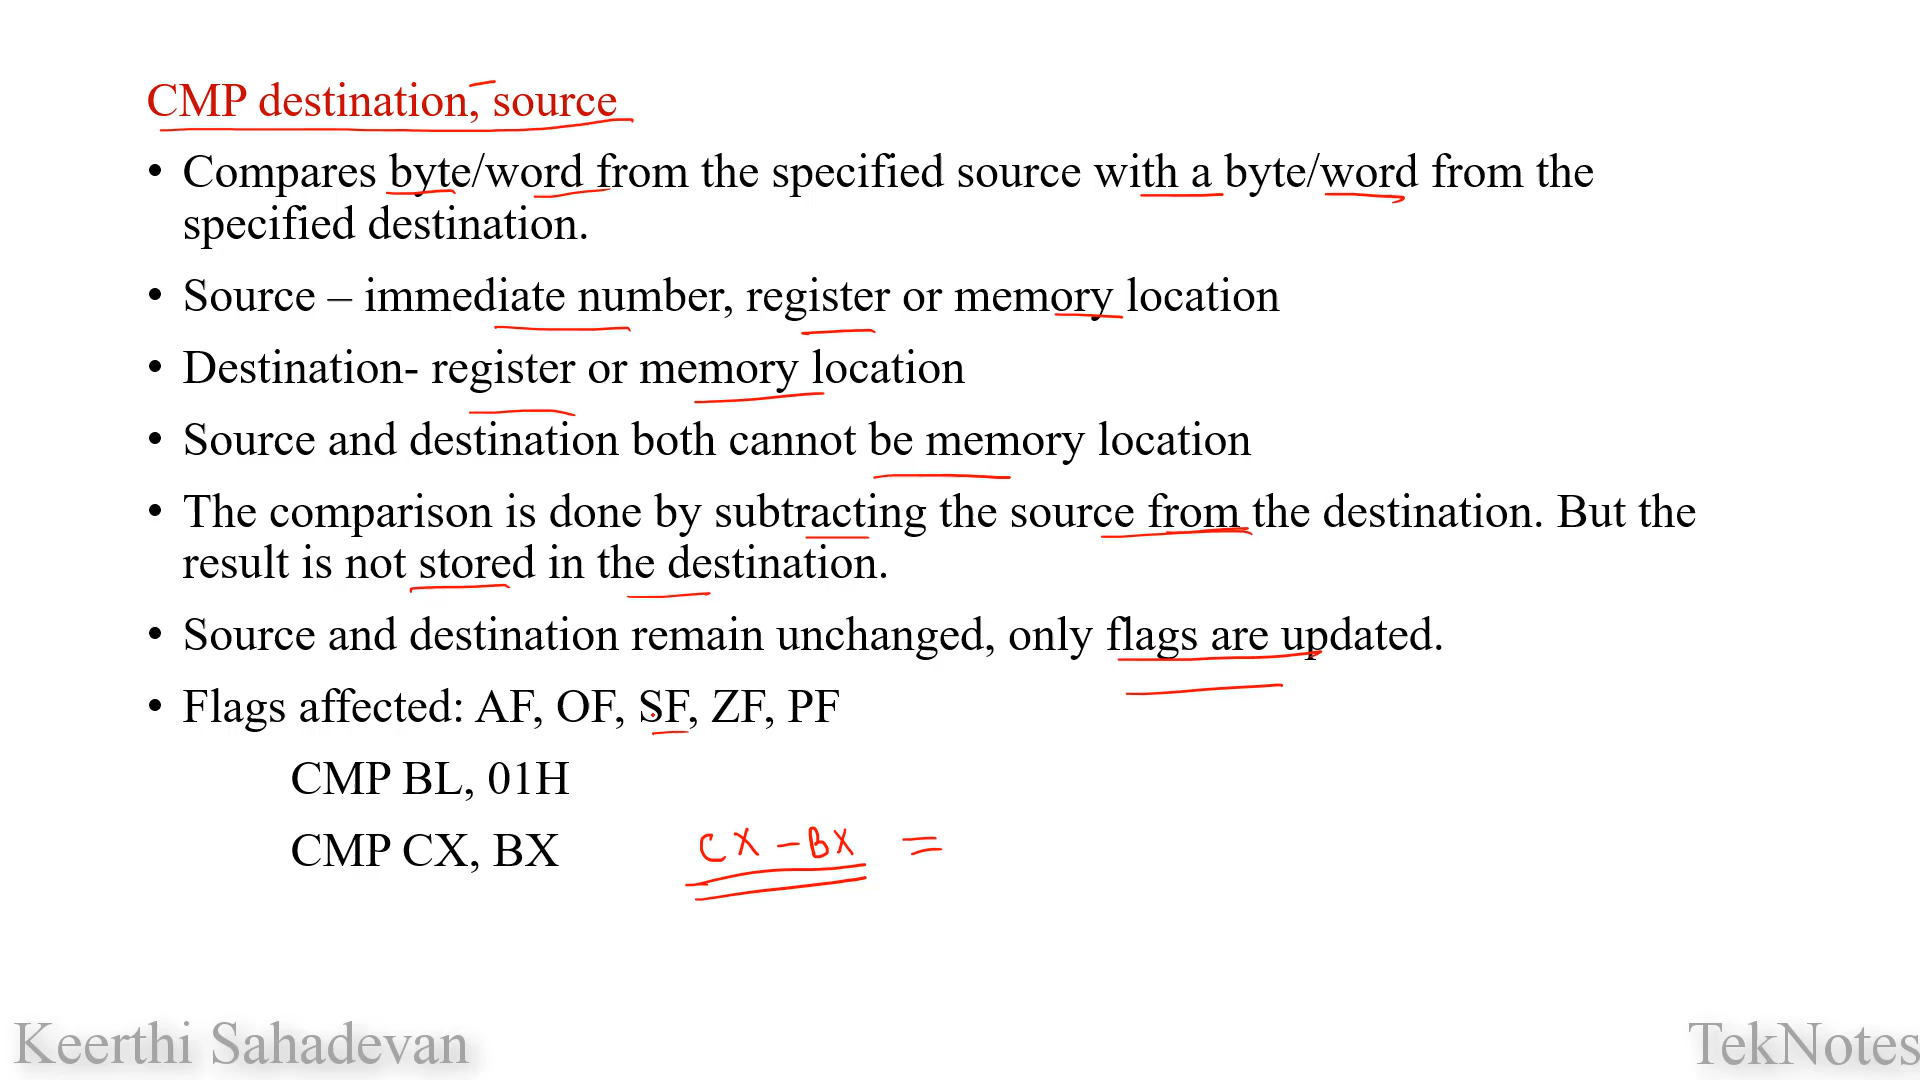 CMP destination, source
• Compares byte/word from the specified source with a byte/word from the
specified destination.
• Source – immediate number, register or memory location
• Destination- register or memory location
• Source and destination both cannot be memory location
• The comparison is done by subtracting the source from the destination. But the
result is not stored in the destination.
• Source and destination remain unchanged, only flags are updated.
• Flags affected: AF, OF, SF, ZF, PF
CMP BL, 01H
CMP CX, BX CX - BX =
Keerthi Sahadevan TekNotes